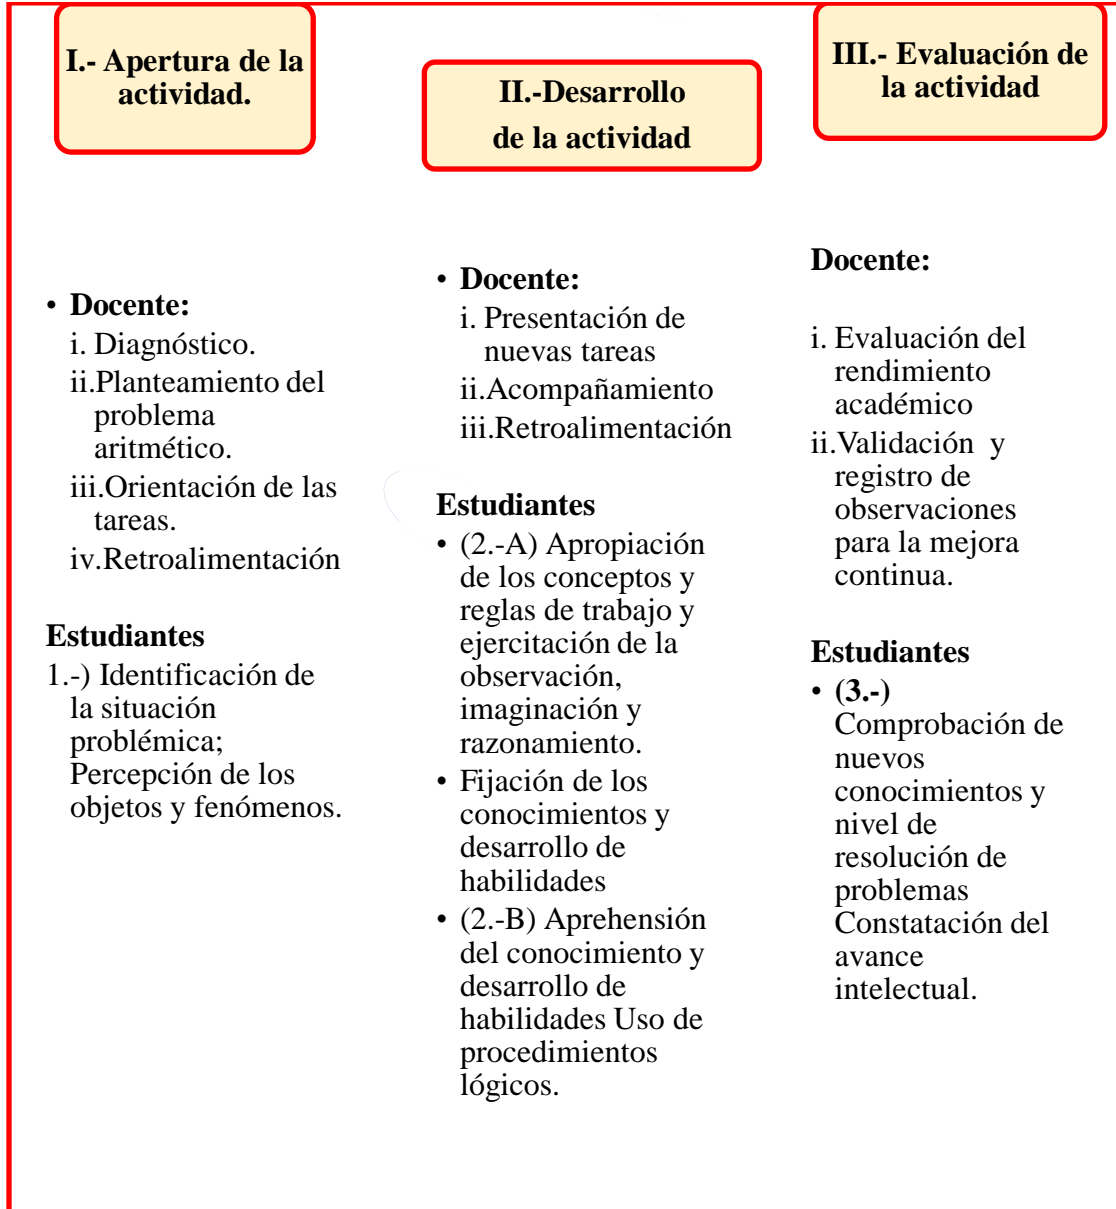 I.- Apertura de la
actividad.
• Docente:
i. Diagnóstico.
ii.Planteamiento del
problema
aritmético.
iii.Orientación de las
tareas.
iv.Retroalimentación
Estudiantes
1.-) Identificación de
la situación
problémica;
Percepción de los
objetos y fenómenos.
II.-Desarrollo
de la actividad
• Docente:
i. Presentación de
nuevas tareas
ii.Acompañamiento
iii.Retroalimentación
Estudiantes
• (2.-A) Apropiación
de los conceptos y
reglas de trabajo y
ejercitación de la
observación,
imaginación y
razonamiento.
• Fijación de los
conocimientos y
desarrollo de
habilidades
• (2.-B) Aprehensión
del conocimiento y
desarrollo de
habilidades Uso de
procedimientos
lógicos.
III.- Evaluación de
la actividad
Docente:
i. Evaluación del
rendimiento
académico
ii.Validación y
registro de
observaciones
para la mejora
continua.
Estudiantes
• (3.-)
Comprobación de
nuevos
conocimientos y
nivel de
resolución de
problemas
Constatación del
avance
intelectual.